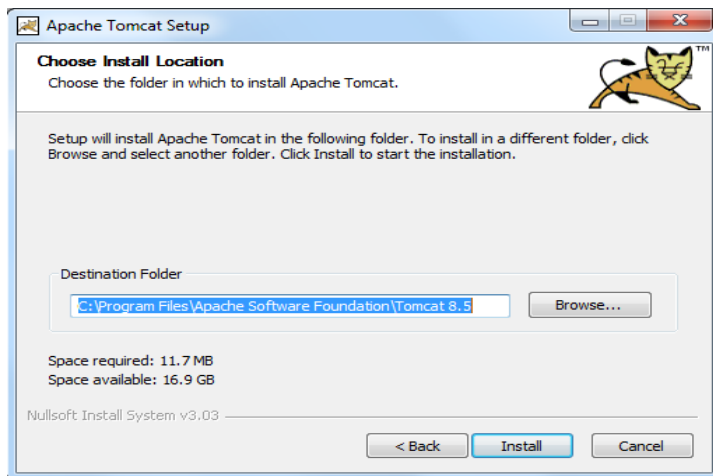 Apache Tomcat Setup
Choose Install Location
Choose the folder in which to install Apache Tomcat.
TM
Setup will install Apache Tomcat in the following folder. To install in a different folder, click
Browse and select another folder. Click Install to start the installation.
Destination Folder
C:\Program Files\Apache Software Foundation\Tomcat 8.5
Browse...
Space required: 11.7 MB
Space available: 16.9 GB
Nullsoft Install System v3.03
< Back
Install
Cancel